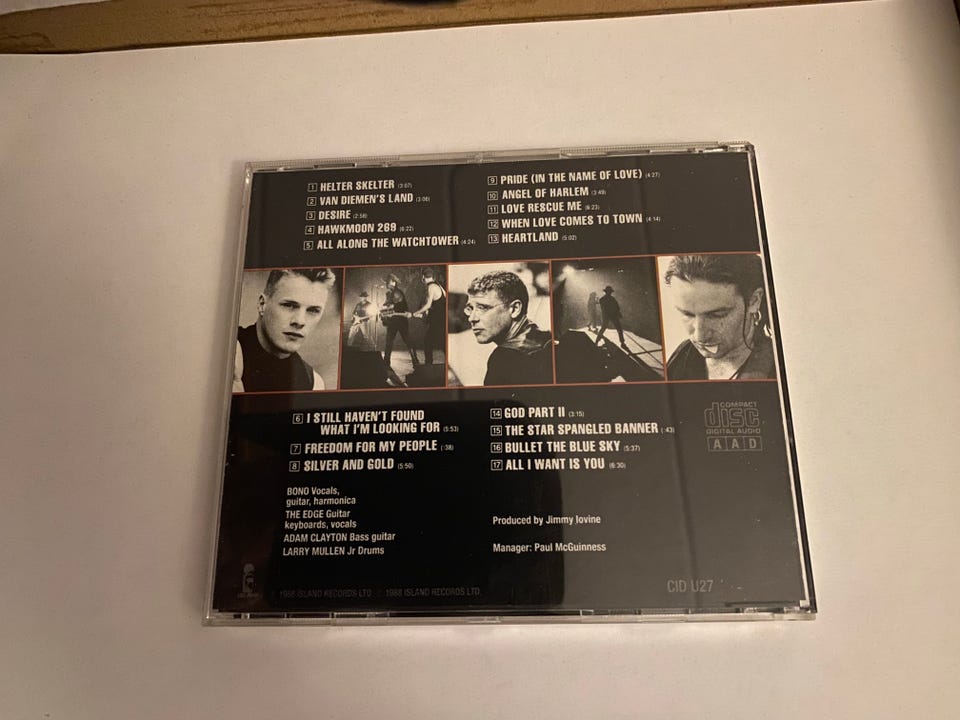 1 HELTER SKELTER (3:07)
2 VAN DIEMEN'S LAND (3:06)
3 DESIRE (2:58)
4 HAWKMOON 269 (6:22)
5 ALL ALONG THE WATCHTOWER (4:24)
9 PRIDE (IN THE NAME OF LOVE) (4:27)
10 ANGEL OF HARLEM (3:49)
11 LOVE RESCUE ME (6:23)
12 WHEN LOVE COMES TO TOWN (4:14)
13 HEARTLAND (5:02)
6 I STILL HAVEN'T FOUND
WHAT I'M LOOKING FOR (5:53)
7 FREEDOM FOR MY PEOPLE (:38)
8 SILVER AND GOLD (5:50)
14 GOD PART II (3:15)
15 THE STAR SPANGLED BANNER (:43)
16 BULLET THE BLUE SKY (5:37)
17 ALL I WANT IS YOU (6:30)
COMPACT
disc
DIGITAL AUDIO
AAD
BONO Vocals,
guitar, harmonica
THE EDGE Guitar
keyboards, vocals
ADAM CLAYTON Bass guitar
LARRY MULLEN Jr Drums
Produced by Jimmy Iovine
Manager: Paul McGuinness
1988 ISLAND RECORDS LTD. 1988 ISLAND RECORDS LTD.
CID U27